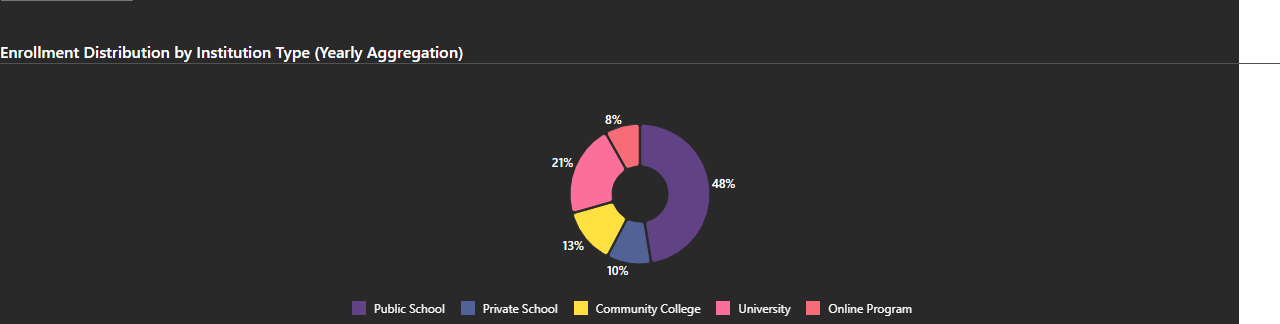 Enrollment Distribution by Institution Type (Yearly Aggregation)
8%
21%
48%
13%
10%
Public School Private School Community College University Online Program